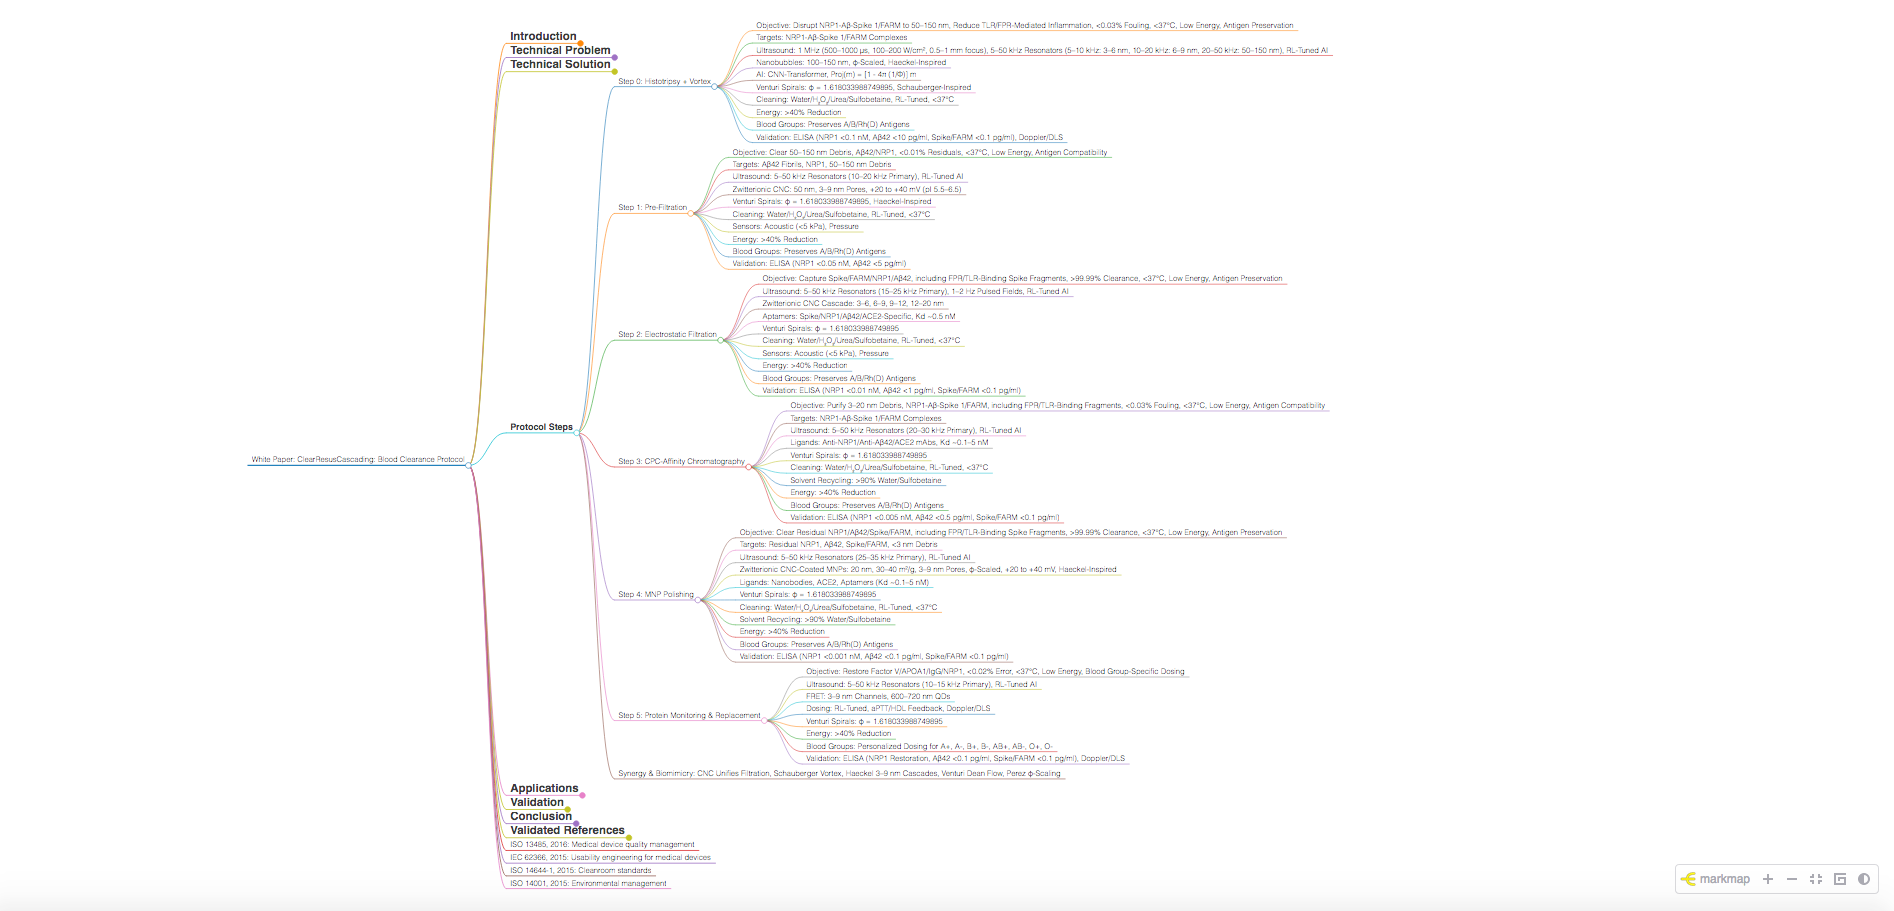 Introduction
Technical Problem
Technical Solution
White Paper: ClearResusCascading: Blood Clearance Protocol
Protocol Steps
Step 0: Histotripsy + Vortex
Objective: Disrupt NRP1-Aβ-Spike 1/FARM to 50–150 nm, Reduce TLR/FPR-Mediated Inflammation, <0.03% Fouling, <37°C, Low Energy, Antigen Preservation
Targets: NRP1-Aβ-Spike 1/FARM Complexes
Ultrasound: 1 MHz (500–1000 µs, 100–200 W/cm², 0.5–1 mm focus), 5–50 kHz Resonators (5–10 kHz: 3–6 nm, 10–20 kHz: 6–9 nm, 20–50 kHz: 50–150 nm), RL-Tuned AI
Nanobubbles: 100–150 nm, φ-Scaled, Haeckel-Inspired
AI: CNN-Transformer, Proj(m) = [1 - 4π (1/Φ)] m
Venturi Spirals: φ = 1.618033988749895, Schauberger-Inspired
Cleaning: Water/H₂O₂/Urea/Sulfobetaine, RL-Tuned, <37°C
Energy: >40% Reduction
Blood Groups: Preserves A/B/Rh(D) Antigens
Validation: ELISA (NRP1 <0.1 nM, Aβ42 <10 pg/ml, Spike/FARM <0.1 pg/ml), Doppler/DLS
Step 1: Pre-Filtration
Objective: Clear 50–150 nm Debris, Aβ42/NRP1, <0.01% Residuals, <37°C, Low Energy, Antigen Compatibility
Targets: Aβ42 Fibrils, NRP1, 50–150 nm Debris
Ultrasound: 5–50 kHz Resonators (10–20 kHz Primary), RL-Tuned AI
Zwitterionic CNC: 50 nm, 3–9 nm Pores, +20 to +40 mV (pI 5.5–6.5)
Venturi Spirals: φ = 1.618033988749895, Haeckel-Inspired
Cleaning: Water/H₂O₂/Urea/Sulfobetaine, RL-Tuned, <37°C
Sensors: Acoustic (<5 kPa), Pressure
Energy: >40% Reduction
Blood Groups: Preserves A/B/Rh(D) Antigens
Validation: ELISA (NRP1 <0.05 nM, Aβ42 <5 pg/ml)
Step 2: Electrostatic Filtration
Objective: Capture Spike/FARM/NRP1/Aβ42, including FPR/TLR-Binding Spike Fragments, >99.99% Clearance, <37°C, Low Energy, Antigen Preservation
Ultrasound: 5–50 kHz Resonators (15–25 kHz Primary), 1–2 Hz Pulsed Fields, RL-Tuned AI
Zwitterionic CNC Cascade: 3–6, 6–9, 9–12, 12–20 nm
Aptamers: Spike/NRP1/Aβ42/ACE2-Specific, Kd ~0.5 nM
Venturi Spirals: φ = 1.618033988749895
Cleaning: Water/H₂O₂/Urea/Sulfobetaine, RL-Tuned, <37°C
Sensors: Acoustic (<5 kPa), Pressure
Energy: >40% Reduction
Blood Groups: Preserves A/B/Rh(D) Antigens
Validation: ELISA (NRP1 <0.01 nM, Aβ42 <1 pg/ml, Spike/FARM <0.1 pg/ml)
Step 3: CPC-Affinity Chromatography
Objective: Purify 3–20 nm Debris, NRP1-Aβ-Spike 1/FARM, including FPR/TLR-Binding Fragments, <0.03% Fouling, <37°C, Low Energy, Antigen Compatibility
Targets: NRP1-Aβ-Spike 1/FARM Complexes
Ultrasound: 5–50 kHz Resonators (20–30 kHz Primary), RL-Tuned AI
Ligands: Anti-NRP1/Anti-Aβ42/ACE2 mAbs, Kd ~0.1–5 nM
Venturi Spirals: φ = 1.618033988749895
Cleaning: Water/H₂O₂/Urea/Sulfobetaine, RL-Tuned, <37°C
Solvent Recycling: >90% Water/Sulfobetaine
Energy: >40% Reduction
Blood Groups: Preserves A/B/Rh(D) Antigens
Validation: ELISA (NRP1 <0.005 nM, Aβ42 <0.5 pg/ml, Spike/FARM <0.1 pg/ml)
Step 4: MNP Polishing
Objective: Clear Residual NRP1/Aβ42/Spike/FARM, including FPR/TLR-Binding Spike Fragments, >99.99% Clearance, <37°C, Low Energy, Antigen Preservation
Targets: Residual NRP1, Aβ42, Spike/FARM, <3 nm Debris
Ultrasound: 5–50 kHz Resonators (25–35 kHz Primary), RL-Tuned AI
Zwitterionic CNC-Coated MNPs: 20 nm, 30–40 m²/g, 3–9 nm Pores, φ-Scaled, +20 to +40 mV, Haeckel-Inspired
Ligands: Nanobodies, ACE2, Aptamers (Kd ~0.1–5 nM)
Venturi Spirals: φ = 1.618033988749895
Cleaning: Water/H₂O₂/Urea/Sulfobetaine, RL-Tuned, <37°C
Solvent Recycling: >90% Water/Sulfobetaine
Energy: >40% Reduction
Blood Groups: Preserves A/B/Rh(D) Antigens
Validation: ELISA (NRP1 <0.001 nM, Aβ42 <0.1 pg/ml, Spike/FARM <0.1 pg/ml)
Step 5: Protein Monitoring & Replacement
Objective: Restore Factor V/APOA1/IgG/NRP1, <0.02% Error, <37°C, Low Energy, Blood Group-Specific Dosing
Ultrasound: 5–50 kHz Resonators (10–15 kHz Primary), RL-Tuned AI
FRET: 3–9 nm Channels, 600–720 nm QDs
Dosing: RL-Tuned, aPTT/HDL Feedback, Doppler/DLS
Venturi Spirals: φ = 1.618033988749895
Energy: >40% Reduction
Blood Groups: Personalized Dosing for A+, A-, B+, B-, AB+, AB-, O+, O-
Validation: ELISA (NRP1 Restoration, Aβ42 <0.1 pg/ml, Spike/FARM <0.1 pg/ml), Doppler/DLS
Synergy & Biomimicry: CNC Unifies Filtration, Schauberger Vortex, Haeckel 3–9 nm Cascades, Venturi Dean Flow, Perez φ-Scaling
Applications
Validation
Conclusion
Validated References
ISO 13485, 2016: Medical device quality management
IEC 62366, 2015: Usability engineering for medical devices
ISO 14644-1, 2015: Cleanroom standards
ISO 14001, 2015: Environmental management
markmap